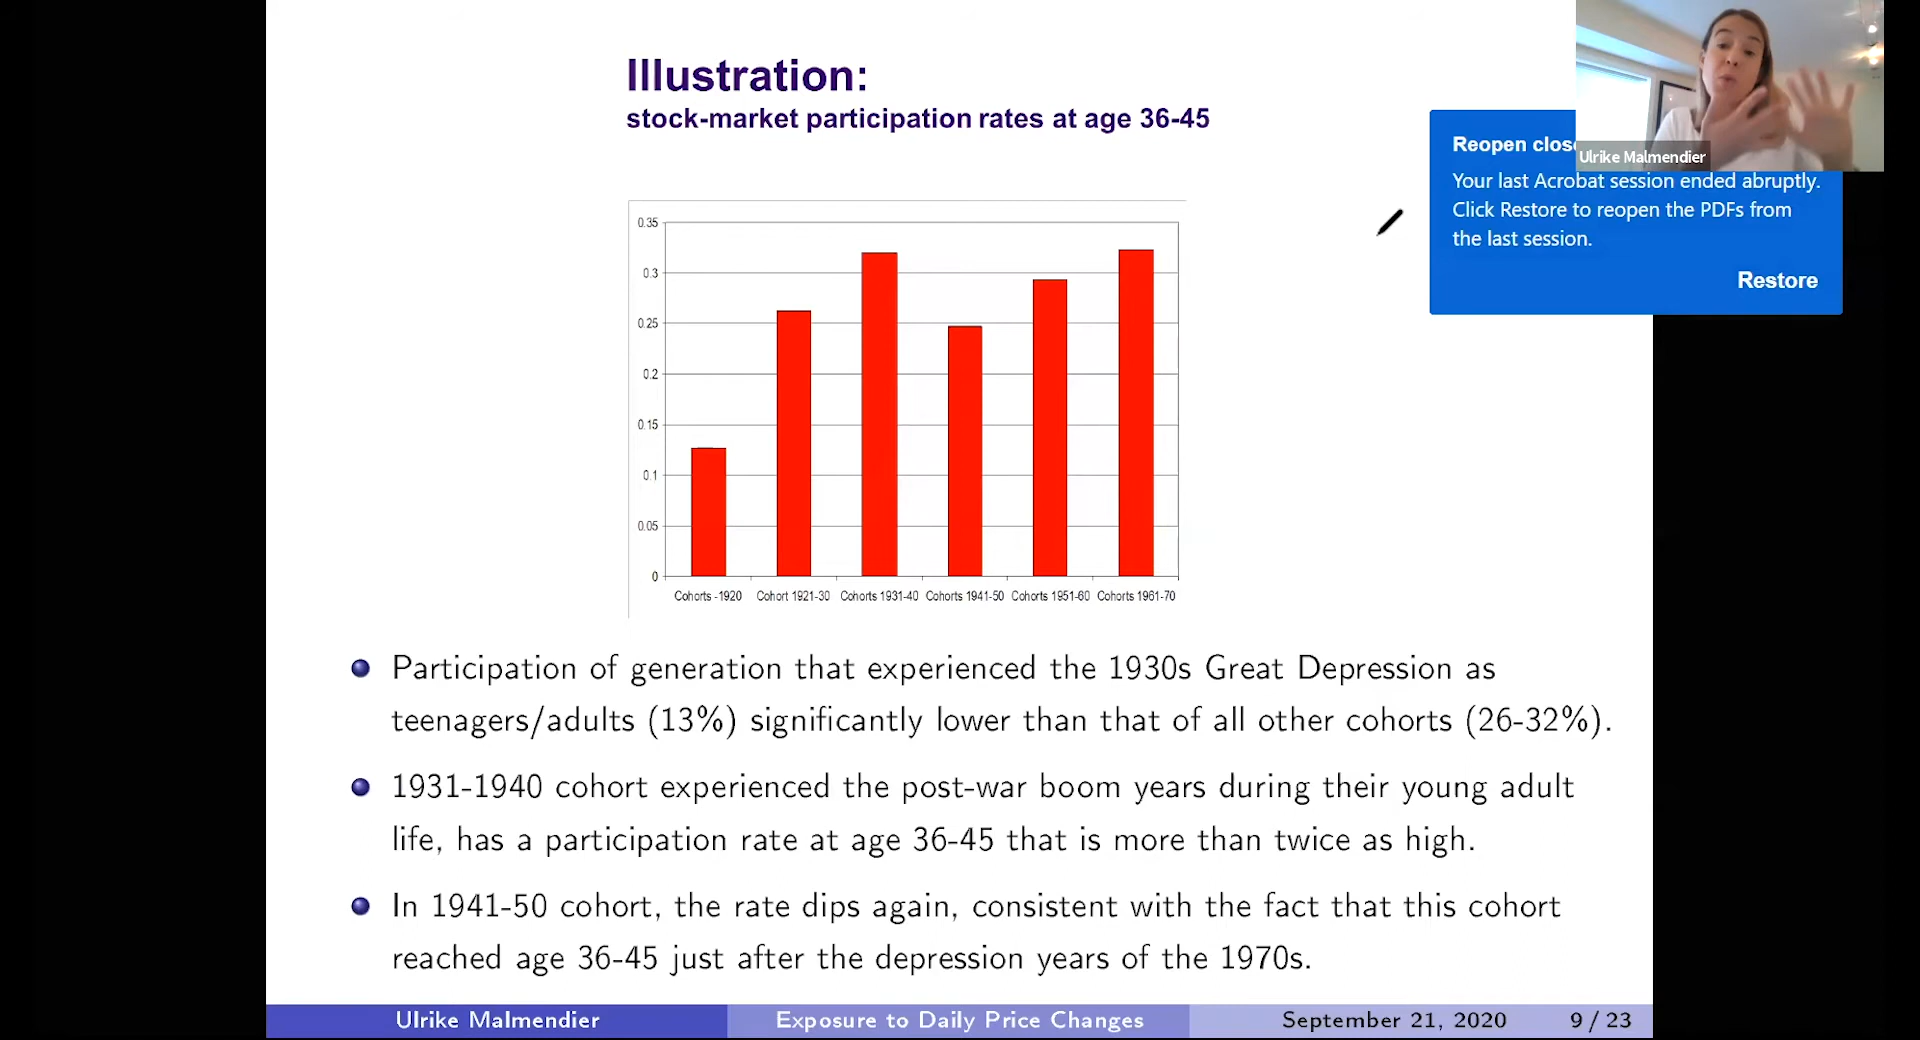 Illustration:
stock-market participation rates at age 36-45
Reopen clos
Ulrike Malmendier
Your last Acrobat session ended abruptly.
Click Restore to reopen the PDFs from
the last session.
Restore
0.35
0.3
0.25
0.2
0.15
0.1
0.05
0
Cohorts -1920 Cohort 1921-30 Cohorts 1931-40 Cohorts 1941-50 Cohorts 1951-60 Cohorts 1961-70
Participation of generation that experienced the 1930s Great Depression as
teenagers/adults (13%) significantly lower than that of all other cohorts (26-32%).
1931-1940 cohort experienced the post-war boom years during their young adult
life, has a participation rate at age 36-45 that is more than twice as high.
In 1941-50 cohort, the rate dips again, consistent with the fact that this cohort
reached age 36-45 just after the depression years of the 1970s.
Ulrike Malmendier Exposure to Daily Price Changes September 21, 2020 9 / 23